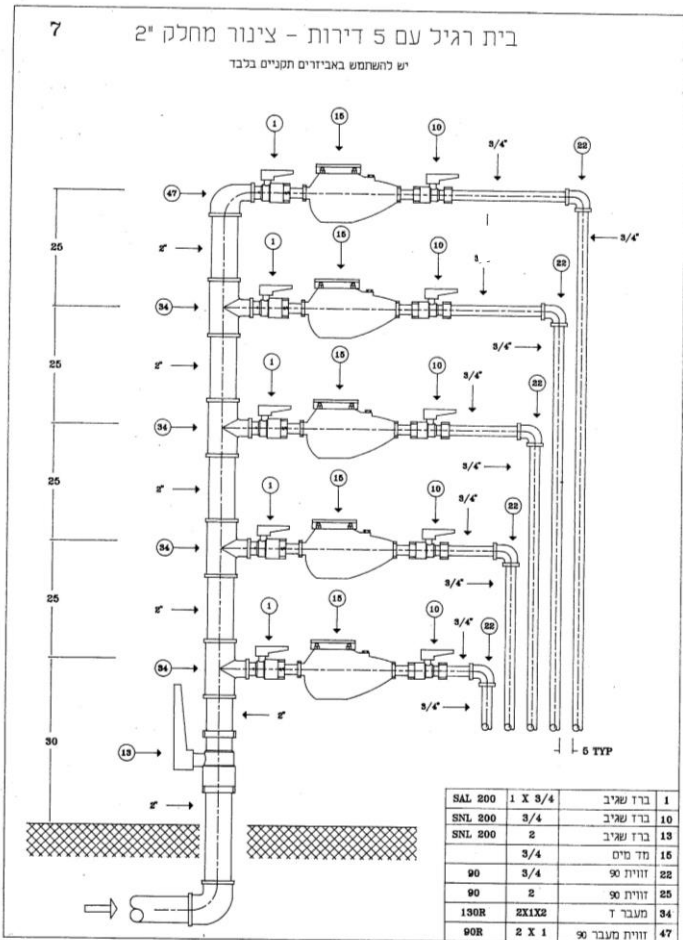 7
בית רגיל עם 5 דירות - צינור מחלק "2
יש להשתמש באביזרים תקניים בלבד
1 15 10 3/4" 22
47
25 2" 3/4"
1 15 10 3 22
34
3/4"
25 2" 1 15 10 3/4" 22
34
3/4"
25 2" 1 15 10 3/4" 22
34
3/4"
25 2" 1 15 10 3/4" 22
34
3/4"
2"
30
13
5 TYP
2"
SAL 200 1 X 3/4 ברז שגיב 1
SNL 200 3/4 ברז שגיב 10
SNL 200 2 ברז שגיב 13
3/4 מד מים 15
90 3/4 זווית 90 22
90 2 זווית 90 25
130R 2X1X2 מעבר T 34
90R 2 X 1 זווית מעבר 90 47